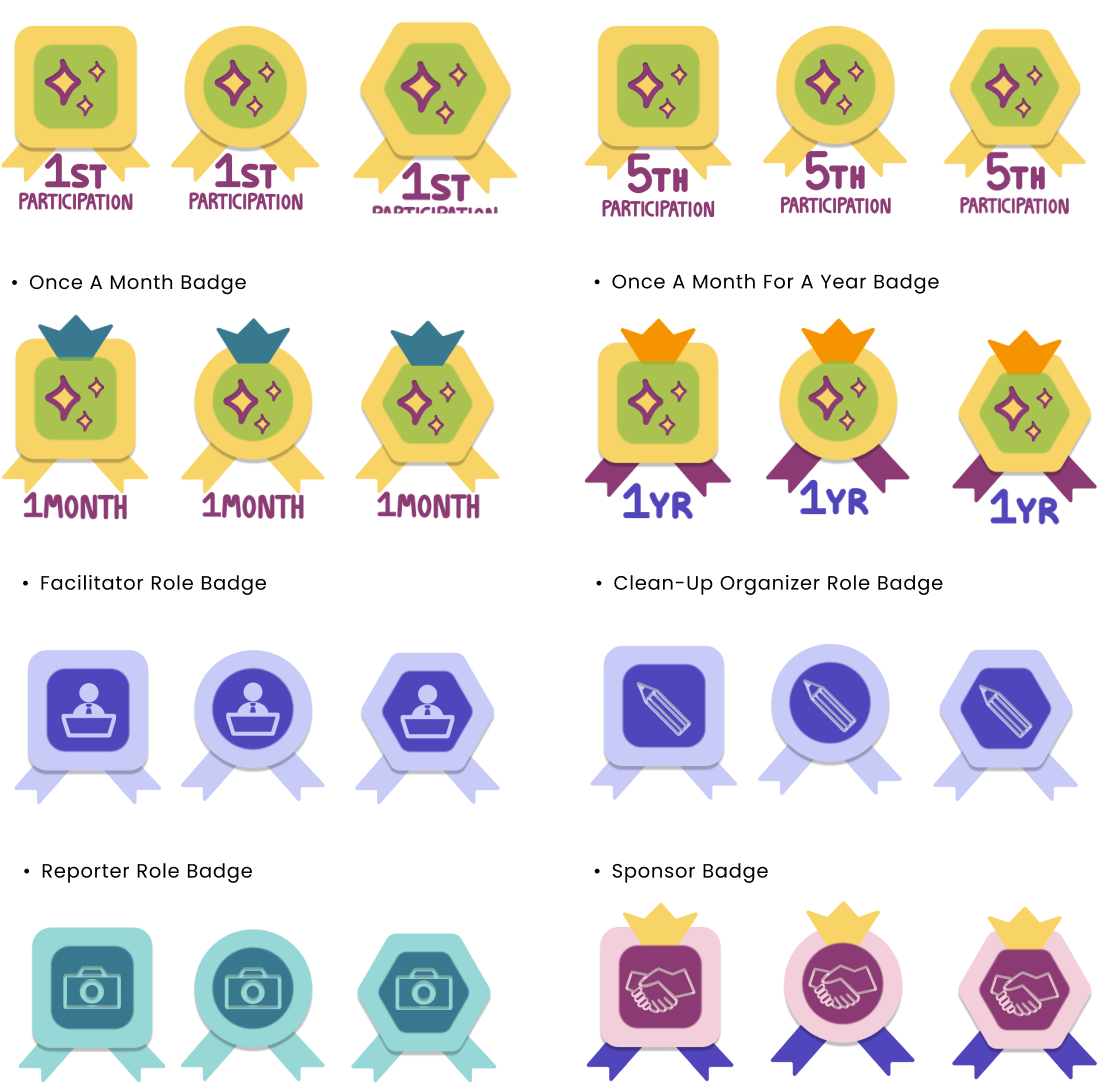 1ST
PARTICIPATION
1ST
PARTICIPATION
1ST
PARTICIPATION
5TH
PARTICIPATION
5TH
PARTICIPATION
5TH
PARTICIPATION
• Once A Month Badge
• Once A Month For A Year Badge
1MONTH
1MONTH
1MONTH
1YR
1YR
1YR
• Facilitator Role Badge
• Clean-Up Organizer Role Badge
• Reporter Role Badge
• Sponsor Badge